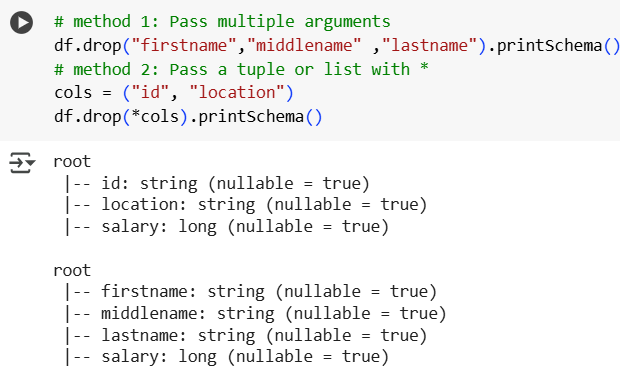 # method 1: Pass multiple arguments
df.drop("firstname","middlename" ,"lastname").printSchema()
# method 2: Pass a tuple or list with *
cols = ("id", "location")
df.drop(*cols).printSchema()
root
 |-- id: string (nullable = true)
 |-- location: string (nullable = true)
 |-- salary: long (nullable = true)
root
 |-- firstname: string (nullable = true)
 |-- middlename: string (nullable = true)
 |-- lastname: string (nullable = true)
 |-- salary: long (nullable = true)